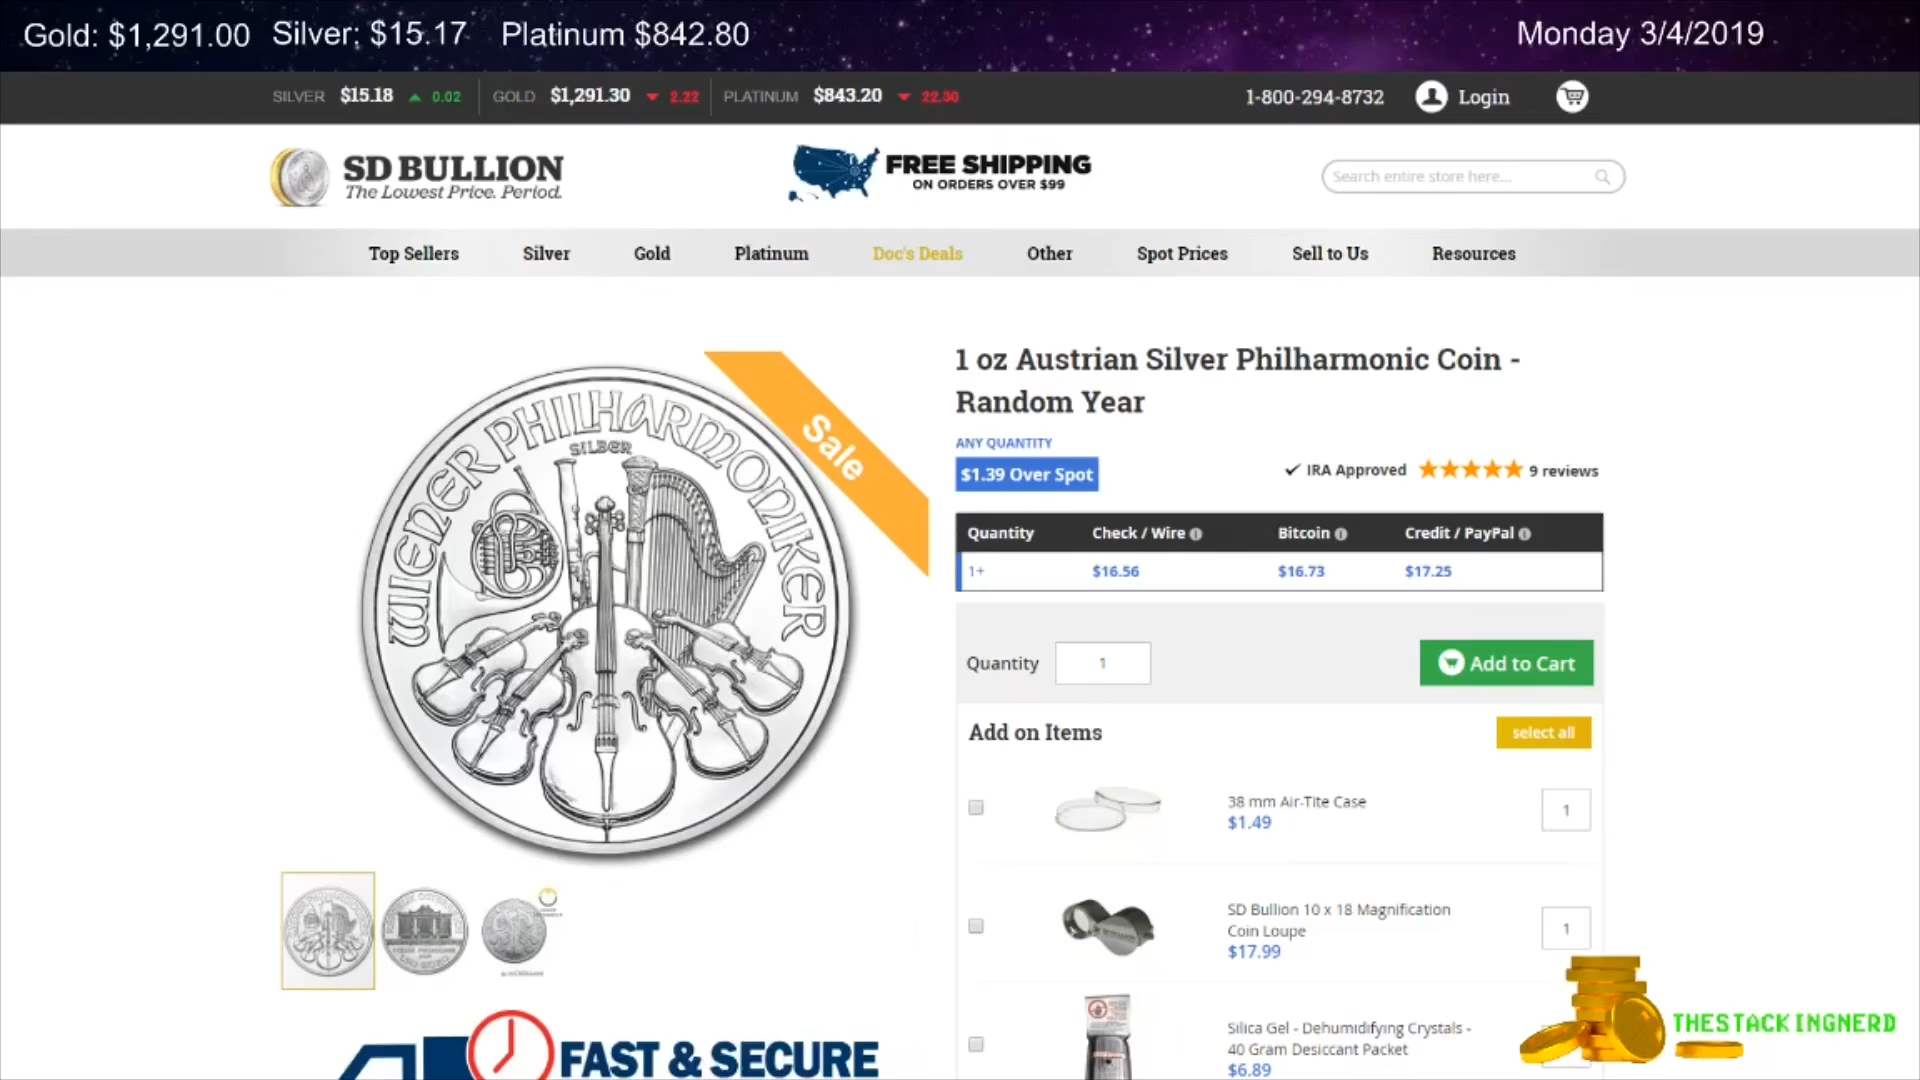 Gold: $1,291.00 Silver: $15.17 Platinum $842.80 Monday 3/4/2019
SILVER $15.18 0.02 GOLD $1,291.30 2.22 PLATINUM $843.20 22.30 1-800-294-8732 Login
SD BULLION
The Lowest Price. Period.
FREE SHIPPING
ON ORDERS OVER $99
Search entire store here...
Top Sellers Silver Gold Platinum Doc's Deals Other Spot Prices Sell to Us Resources
WIENER PHILHARMONIKER
SILBER
Sale
1 oz Austrian Silver Philharmonic Coin -
Random Year
ANY QUANTITY
$1.39 Over Spot
IRA Approved 9 reviews
Quantity Check / Wire Bitcoin Credit / PayPal
1+ $16.56 $16.73 $17.25
Quantity 1 Add to Cart
Add on Items select all
38 mm Air-Tite Case
$1.49
1
SD Bullion 10 x 18 Magnification
Coin Loupe
$17.99
1
Silica Gel - Dehumidifying Crystals -
40 Gram Desiccant Packet
$6.89
FAST & SECURE
THESTACKINGNERD